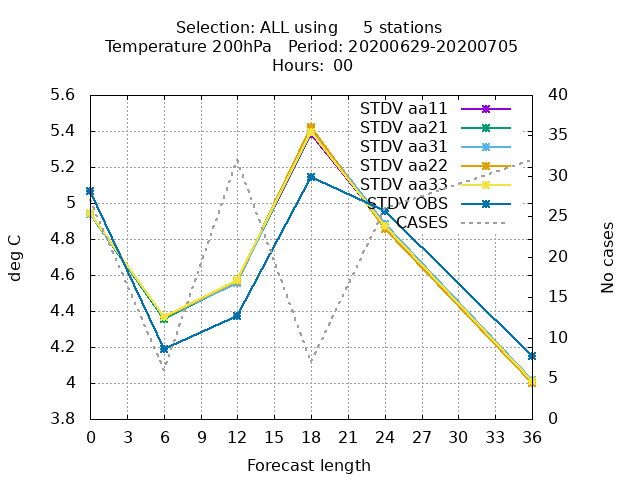 Selection: ALL using     5 stations
Temperature 200hPa   Period: 20200629-20200705
Hours:  00
5.6
5.4
5.2
5
4.8
4.6
4.4
4.2
4
3.8
deg C
STDV aa11
STDV aa21
STDV aa31
STDV aa22
STDV aa33
STDV OBS
CASES
40
35
30
25
20
15
10
5
0
No cases
0 3 6 9 12 15 18 21 24 27 30 33 36
Forecast length